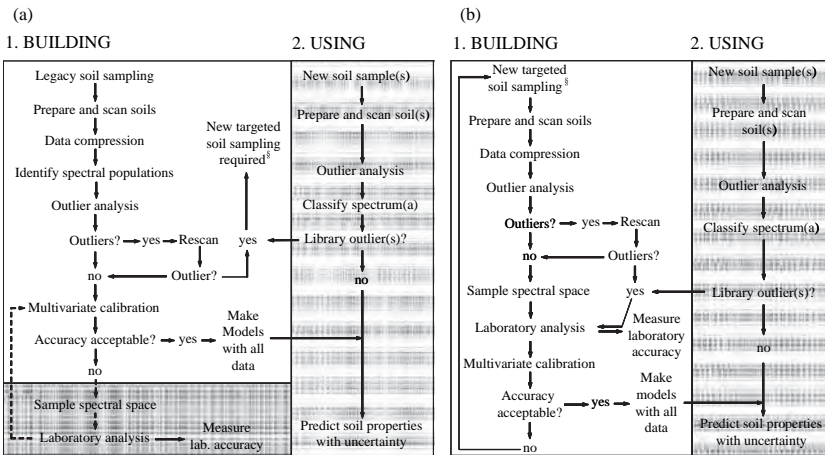 (a)
1. BUILDING
2. USING
Legacy soil sampling
Prepare and scan soils
Data compression
Identify spectral populations
Outlier analysis
Outliers?
yes
Rescan
no
Outlier?
yes
New targeted
soil sampling
required§
Multivariate calibration
Accuracy acceptable?
yes
Make
Models
with all
data
no
Sample spectral space
Laboratory analysis
Measure
lab. accuracy
New soil sample(s)
Prepare and scan soil(s)
Outlier analysis
Classify spectrum(a)
Library outlier(s)?
no
Predict soil properties
with uncertainty
(b)
1. BUILDING
2. USING
New targeted
soil sampling§
Prepare and scan soils
Data compression
Outlier analysis
Outliers?
yes
Rescan
no
Outliers?
Sample spectral space
yes
Laboratory analysis
Measure
laboratory
accuracy
Multivariate calibration
Accuracy
acceptable?
yes
Make
models
with all
data
no
New soil sample(s)
Prepare and scan
soil(s)
Outlier analysis
Classify spectrum(a)
Library outlier(s)?
no
Predict soil properties
with uncertainty